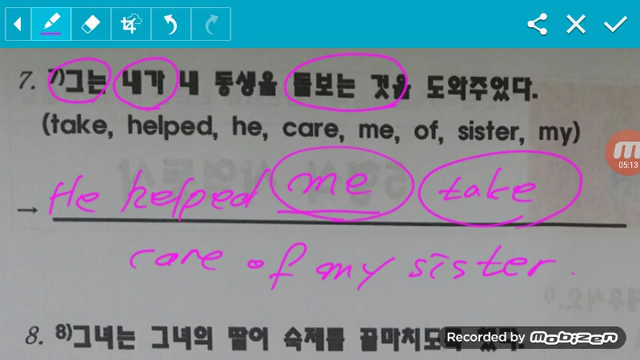 7. 7)그는 내가 내 동생을 돌보는 것을 도와주었다.
(take, helped, he, care, me, of, sister, my)
05:13
→ He helped me take
care of my sister.
8. 8)그녀는 그녀의 딸이 숙제를 끝마치도
Recorded by Mobizen